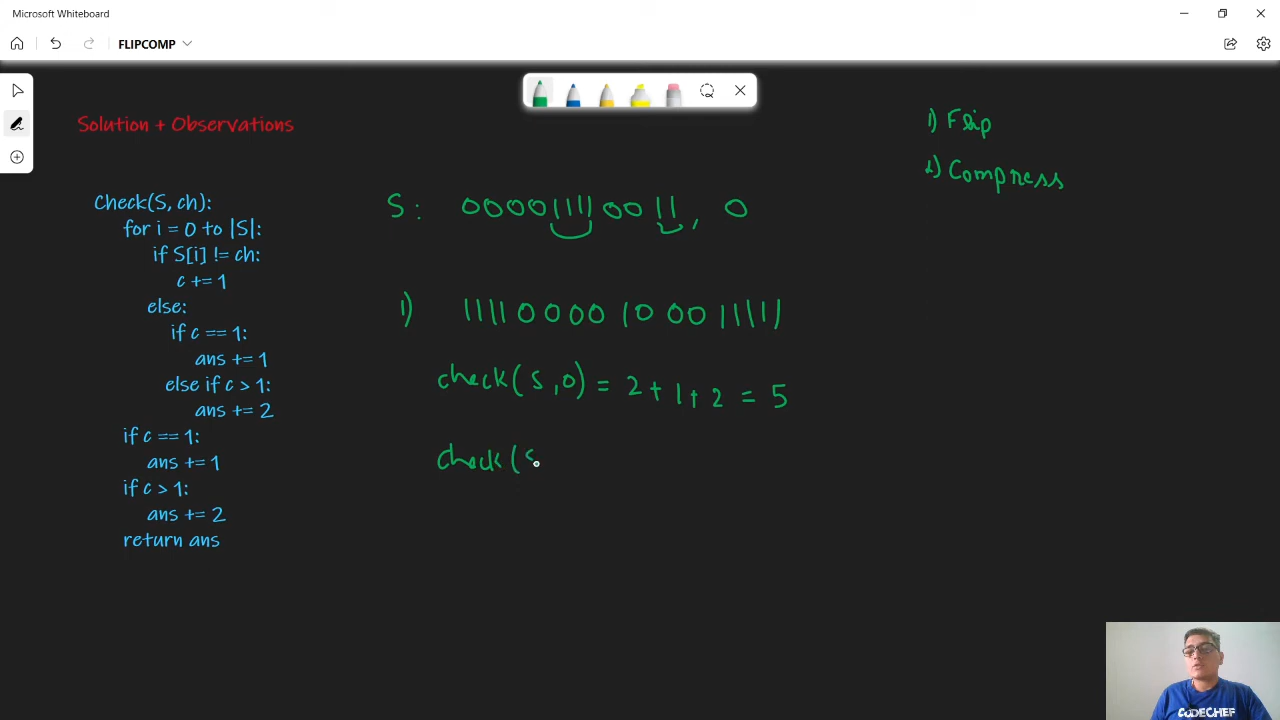 Microsoft Whiteboard
FLIPCOMP
Solution + Observations
1) Flip
2) Compress
Check(S, ch):
for i = 0 to |S|:
if S[i] != ch:
c += 1
else:
if c == 1:
ans += 1
else if c > 1:
ans += 2
if c == 1:
ans += 1
if c > 1:
ans += 2
return ans
S: 000011110011, 0
1) 11110000100011111
check(S,0) = 2+1+2 = 5
check(S
CODECHEF